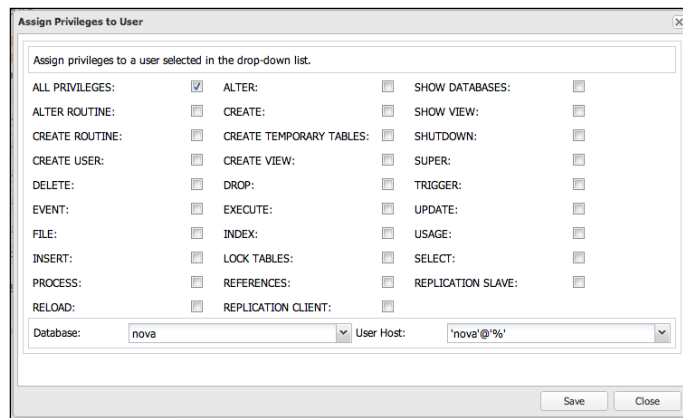 Assign Privileges to User
Assign privileges to a user selected in the drop-down list.
ALL PRIVILEGES: ALTER: SHOW DATABASES:
ALTER ROUTINE: CREATE: SHOW VIEW:
CREATE ROUTINE: CREATE TEMPORARY TABLES: SHUTDOWN:
CREATE USER: CREATE VIEW: SUPER:
DELETE: DROP: TRIGGER:
EVENT: EXECUTE: UPDATE:
FILE: INDEX: USAGE:
INSERT: LOCK TABLES: SELECT:
PROCESS: REFERENCES: REPLICATION SLAVE:
RELOAD: REPLICATION CLIENT:
Database: nova User Host: 'nova'@'%'
Save Close